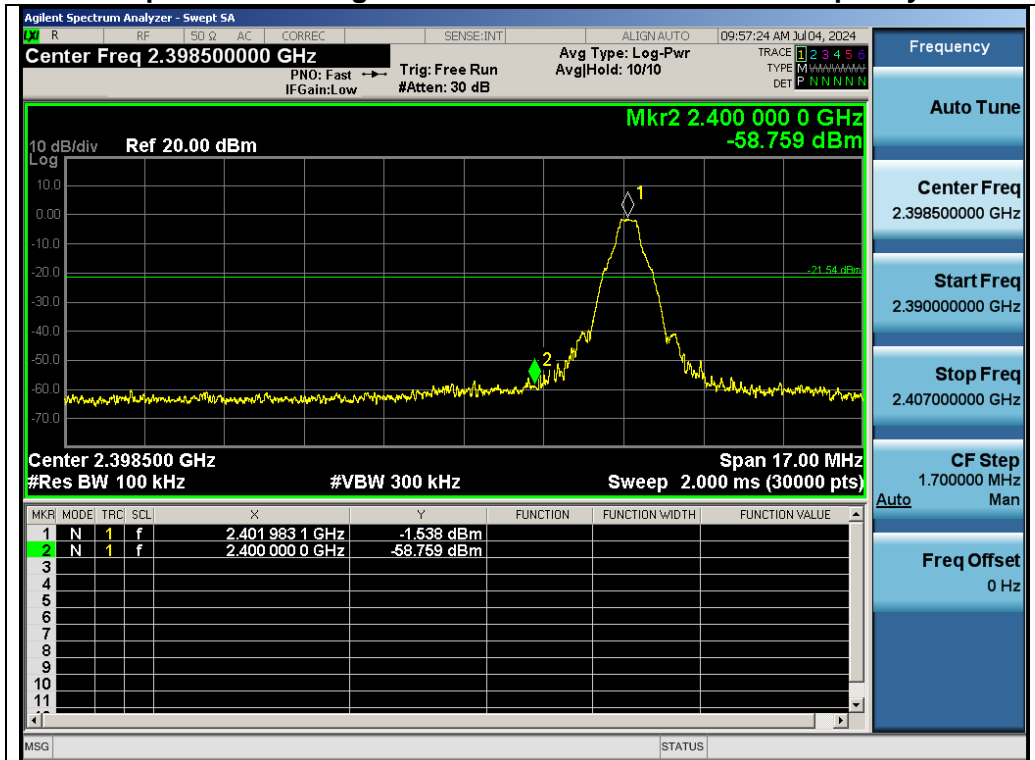 Agilent Spectrum Analyzer - Swept SA
LXI R RF 50 Ω AC CORREC SENSE:INT ALIGN AUTO 09:57:24 AM Jul 04, 2024
Center Freq 2.398500000 GHz
PNO: Fast
IFGain:Low
Trig: Free Run
#Atten: 30 dB
Avg Type: Log-Pwr
Avg|Hold: 10/10
TRACE 1 2 3 4 5 6
TYPE M WWWWW
DET P N N N N N
Mkr2 2.400 000 0 GHz
-58.759 dBm
10 dB/div Ref 20.00 dBm
Log
10.0
0.00
-10.0
-20.0
-30.0
-40.0
-50.0
-60.0
-70.0
1
-21.54 dBm
2
Center 2.398500 GHz Span 17.00 MHz
#Res BW 100 kHz #VBW 300 kHz Sweep 2.000 ms (30000 pts)
MKR MODE TRC SCL X Y FUNCTION FUNCTION WIDTH FUNCTION VALUE
1 N 1 f 2.401 983 1 GHz -1.538 dBm
2 N 1 f 2.400 000 0 GHz -58.759 dBm
3
4
5
6
7
8
9
10
11
MSG STATUS
Frequency
Auto Tune
Center Freq
2.398500000 GHz
Start Freq
2.390000000 GHz
Stop Freq
2.407000000 GHz
CF Step
1.700000 MHz
Auto Man
Freq Offset
0 Hz